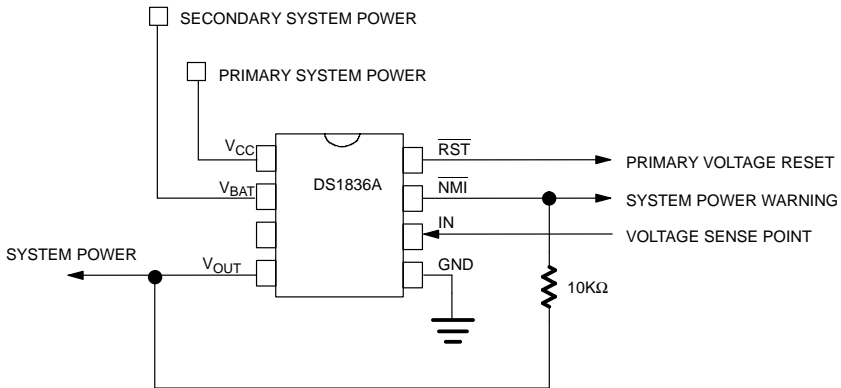 SECONDARY SYSTEM POWER
PRIMARY SYSTEM POWER
VCC
RST
PRIMARY VOLTAGE RESET
VBAT
DS1836A
NMI
SYSTEM POWER WARNING
IN
VOLTAGE SENSE POINT
SYSTEM POWER
VOUT
GND
10KΩ